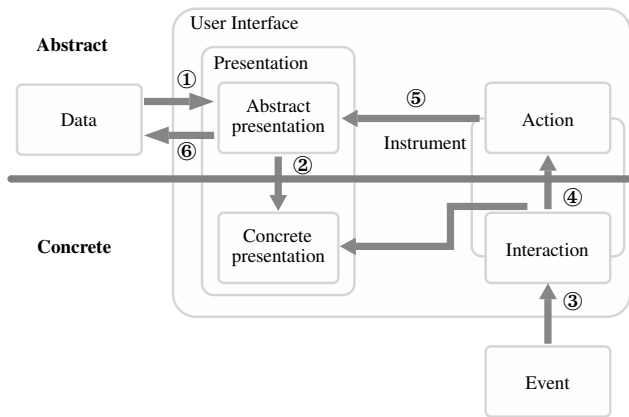 User Interface
Abstract
Presentation
①
⑤
Data
Abstract
presentation
Action
Instrument
⑥
②
④
Concrete
Concrete
presentation
Interaction
③
Event